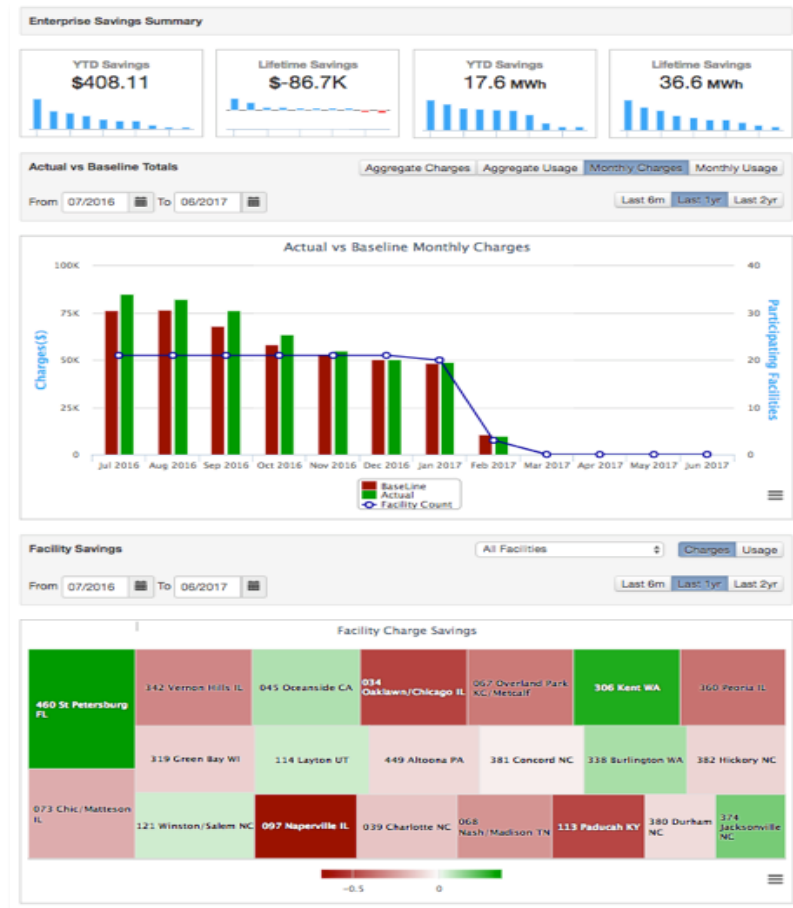 Enterprise Savings Summary
YTD Savings
$408.11
Lifetime Savings
$-86.7K
YTD Savings
17.6 MWh
Lifetime Savings
36.6 MWh
Actual vs Baseline Totals
Aggregate Charges Aggregate Usage Monthly Charges Monthly Usage
From 07/2016 To 06/2017
Last 6m Last 1yr Last 2yr
Actual vs Baseline Monthly Charges
100K 40
75K 30
50K 20
25K 10
0 0
Charges($)
Participating Facilities
Jul 2016 Aug 2016 Sep 2016 Oct 2016 Nov 2016 Dec 2016 Jan 2017 Feb 2017 Mar 2017 Apr 2017 May 2017 Jun 2017
BaseLine
Actual
Facility Count
Facility Savings
All Facilities
Charges Usage
From 07/2016 To 06/2017
Last 6m Last 1yr Last 2yr
Facility Charge Savings
460 St Petersburg
FL
342 Vernon Hills IL
045 Oceanside CA
034
Oaklawn/Chicago IL
067 Overland Park
KC/Metcalf
306 Kent WA
360 Peoria IL
319 Green Bay WI
114 Layton UT
449 Altoona PA
381 Concord NC
338 Burlington WA
382 Hickory NC
073 Chic/Matteson
IL
121 Winston/Salem NC
097 Naperville IL
039 Charlotte NC
068
Nash/Madison TN
113 Paducah KY
380 Durham
NC
374
Jacksonville
NC
-0.5 0